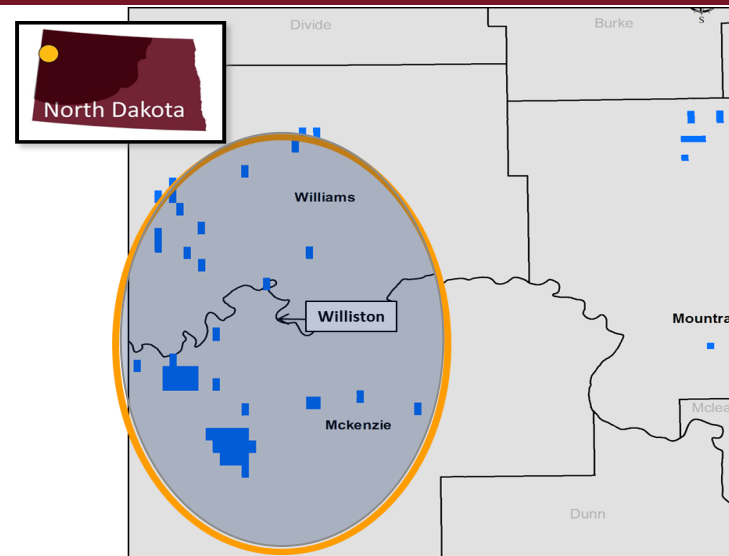 Divide
Burke
S
North Dakota
Williams
Williston
Mountra
Mclea
Mckenzie
Dunn